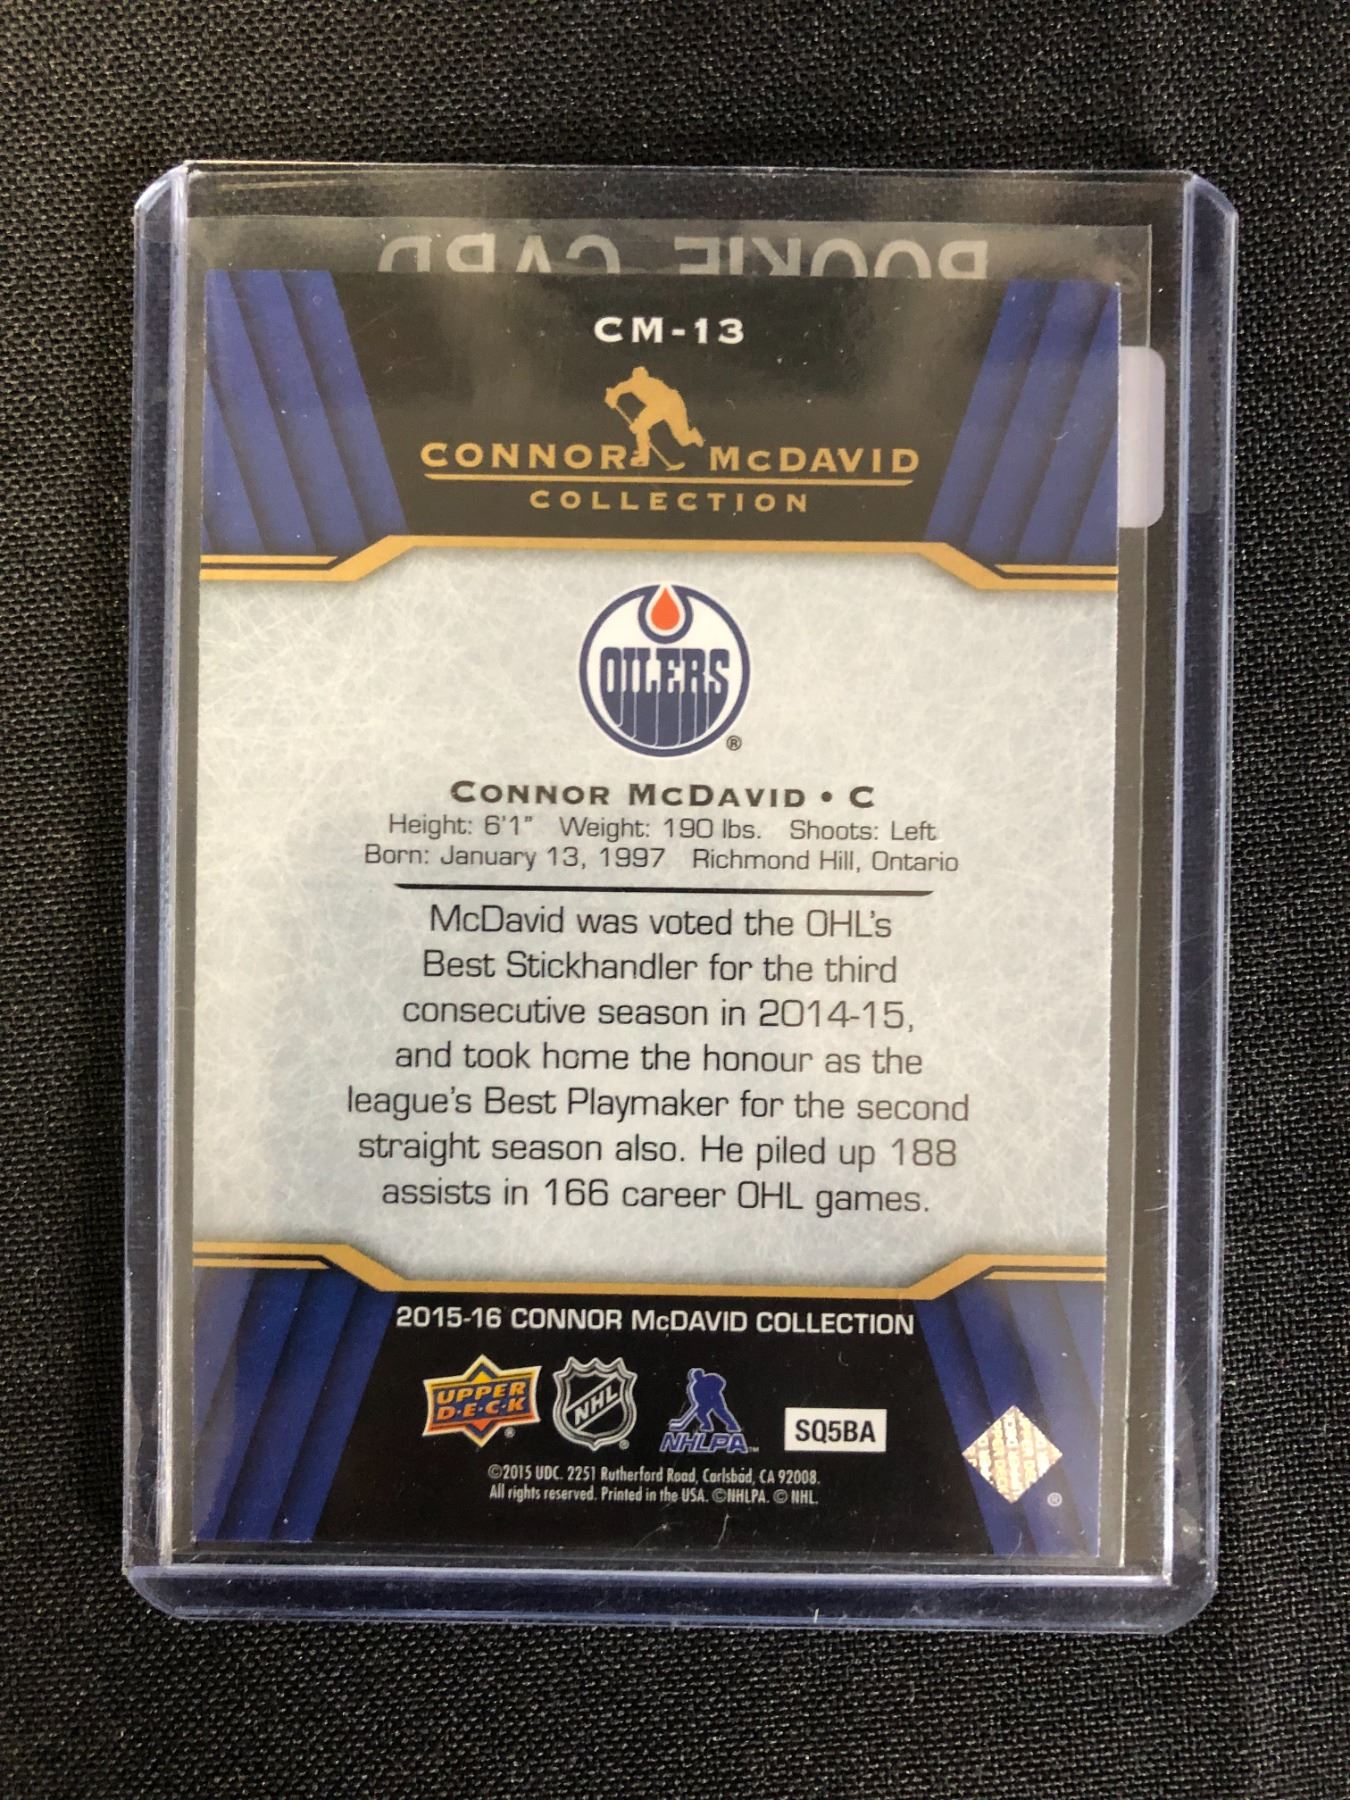 ROOKIE CARD
CM-13
CONNOR McDAVID
COLLECTION
OILERS
®
CONNOR McDAVID • C
Height: 6'1" Weight: 190 lbs. Shoots: Left
Born: January 13, 1997 Richmond Hill, Ontario
McDavid was voted the OHL's
Best Stickhandler for the third
consecutive season in 2014-15,
and took home the honour as the
league's Best Playmaker for the second
straight season also. He piled up 188
assists in 166 career OHL games.
2015-16 CONNOR McDAVID COLLECTION
UPPER
D·E·C·K
®
NHL
®
NHLPA™
SQ5BA
©2015 UDC. 2251 Rutherford Road, Carlsbad, CA 92008.
All rights reserved. Printed in the USA. ©NHLPA. © NHL.
®